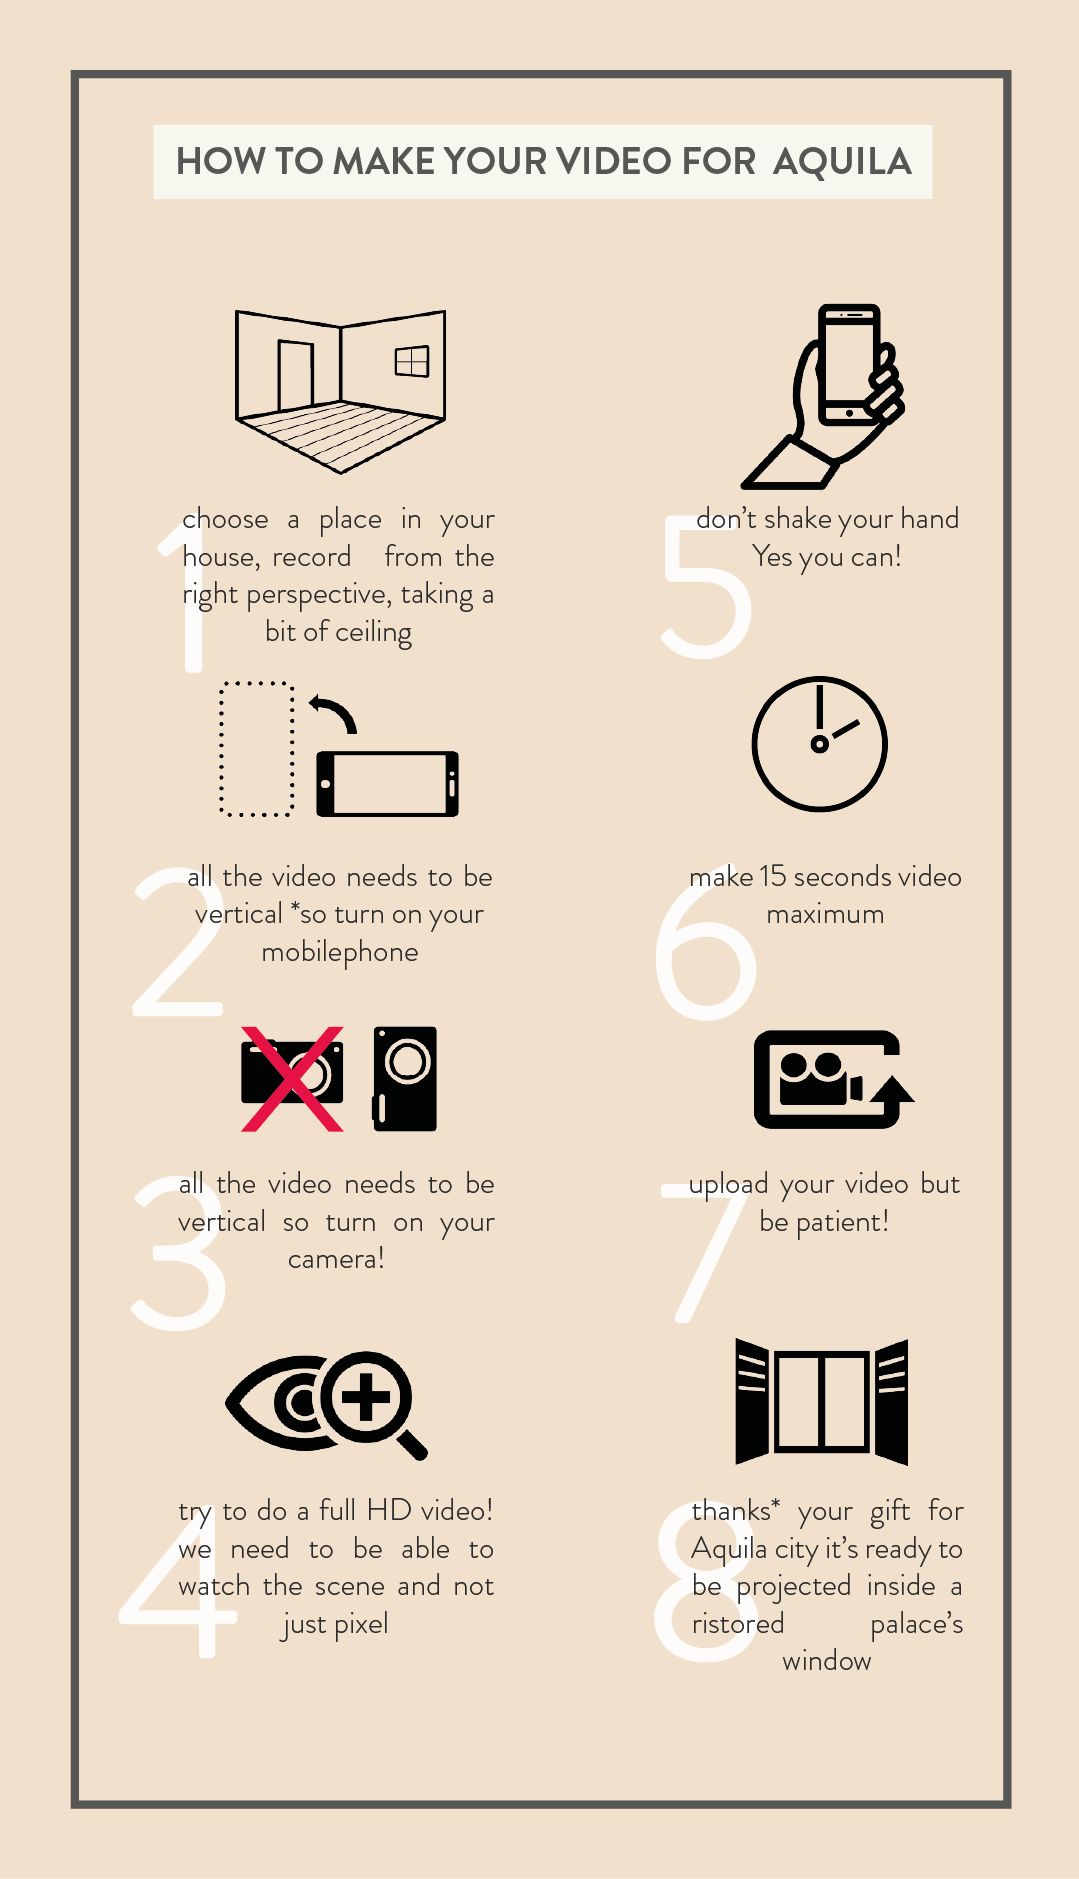 HOW TO MAKE YOUR VIDEO FOR AQUILA
1
choose a place in your
house, record from the
right perspective, taking a
bit of ceiling
2
all the video needs to be
vertical *so turn on your
mobilephone
3
all the video needs to be
vertical so turn on your
camera!
4
try to do a full HD video!
we need to be able to
watch the scene and not
just pixel
5
don't shake your hand
Yes you can!
6
make 15 seconds video
maximum
7
upload your video but
be patient!
8
thanks* your gift for
Aquila city it's ready to
be projected inside a
ristored palace's
window